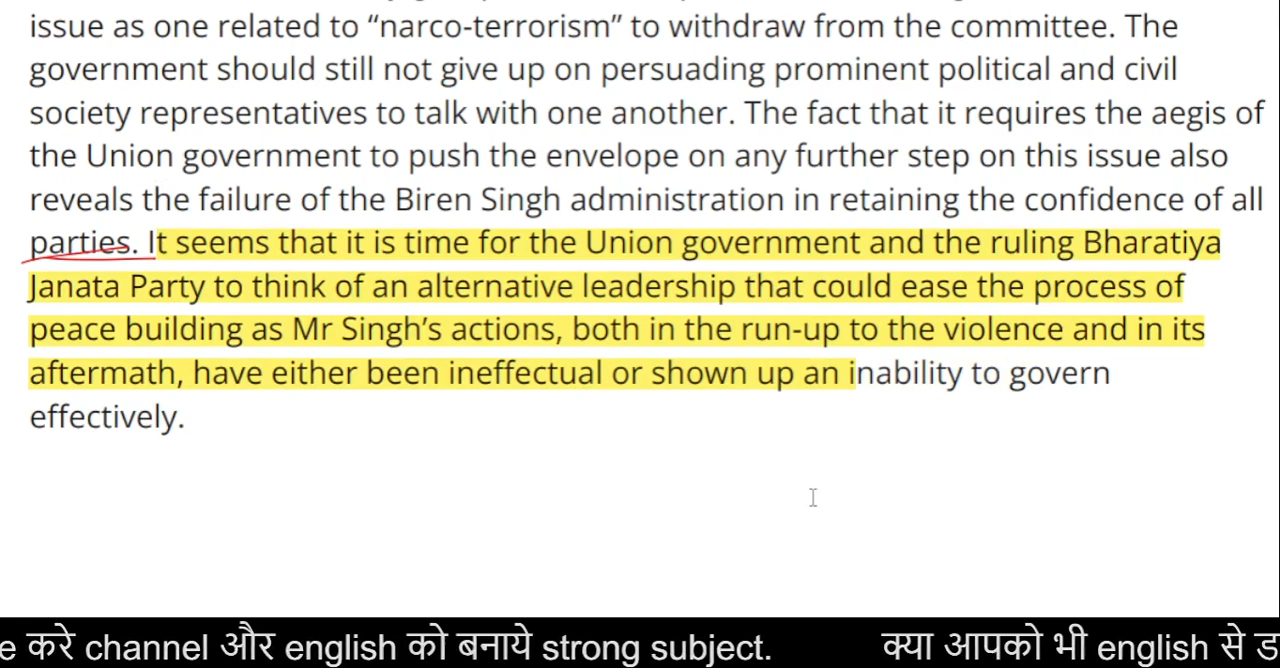 issue as one related to “narco-terrorism” to withdraw from the committee. The
government should still not give up on persuading prominent political and civil
society representatives to talk with one another. The fact that it requires the aegis of
the Union government to push the envelope on any further step on this issue also
reveals the failure of the Biren Singh administration in retaining the confidence of all
parties. It seems that it is time for the Union government and the ruling Bharatiya
Janata Party to think of an alternative leadership that could ease the process of
peace building as Mr Singh’s actions, both in the run-up to the violence and in its
aftermath, have either been ineffectual or shown up an inability to govern
effectively.
करे channel और english को बनाये strong subject. क्या आपको भी english से